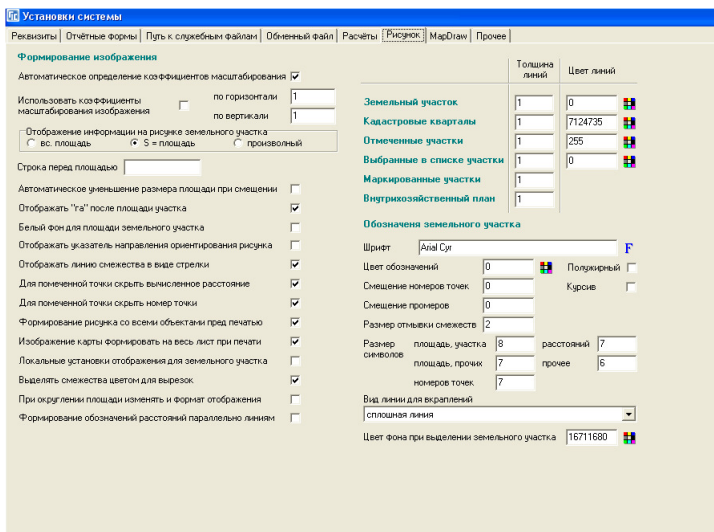 Установки системы
Реквизиты Отчётные формы Путь к служебным файлам Обменный файл Расчёты Рисунок MapDraw Прочее
Формирование изображения
Автоматическое определение коэффициентов масштабирования
Использовать коэффициенты масштабирования изображения
по горизонтали 1
по вертикали 1
Отображение информации на рисунке земельного участка
вс. площадь S = площадь произвольный
Строка перед площадью
Автоматическое уменьшение размера площади при смещении
Отображать "га" после площади участка
Белый фон для площади земельного участка
Отображать указатель направления ориентирования рисунка
Отображать линию смежества в виде стрелки
Для помеченной точки скрыть вычисленное расстояние
Для помеченной точки скрыть номер точки
Формирование рисунка со всеми объектами пред печатью
Изображение карты формировать на весь лист при печати
Локальные установки отображения для земельного участка
Выделять смежества цветом для вырезок
При округлении площади изменять и формат отображения
Формирование обозначений расстояний параллельно линиям
Толщина линий Цвет линий
Земельный участок 1 0
Кадастровые кварталы 1 7124735
Отмеченные участки 1 255
Выбранные в списке участки 1 0
Маркированные участки 1
Внутрихозяйственный план 1
Обозначеня земельного участка
Шрифт Arial Cyr F
Цвет обозначений 0 Полужирный
Смещение номеров точек 0 Курсив
Смещение промеров 0
Размер отмывки смежеств 2
Размер символов площадь, участка 8 расстояний 7
площадь, прочих 7 прочее 6
номеров точек 7
Вид линии для вкраплений
сплошная линия
Цвет фона при выделении земельного участка 16711680